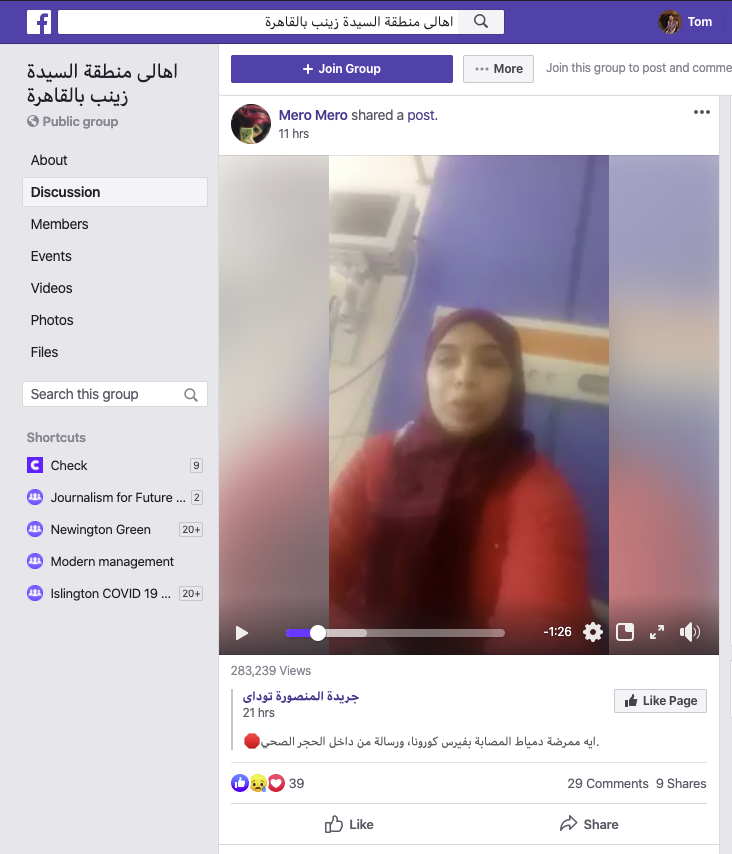 f
اهالى منطقة السيدة زينب بالقاهرة
Tom
اهالى منطقة السيدة
زينب بالقاهرة
Public group
About
Discussion
Members
Events
Videos
Photos
Files
Search this group
Shortcuts
C Check 9
Journalism for Future ... 2
Newington Green 20+
Modern management
Islington COVID 19 ... 20+
+ Join Group
··· More
Join this group to post and comme
Mero Mero shared a post.
11 hrs
-1:26
283,239 Views
جريدة المنصورة توداى
21 hrs
Like Page
🛑ايه ممرضة دمياط المصابة بفيرس كورونا، ورسالة من داخل الحجر الصحي.
39
29 Comments 9 Shares
Like
Share